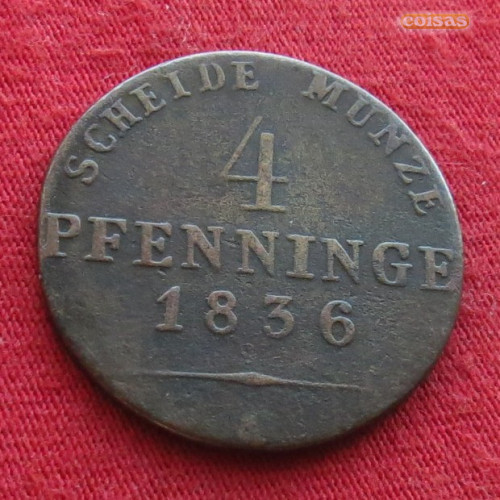 coisas
SCHEIDE MUNZE
4
PFENNINGE
1836